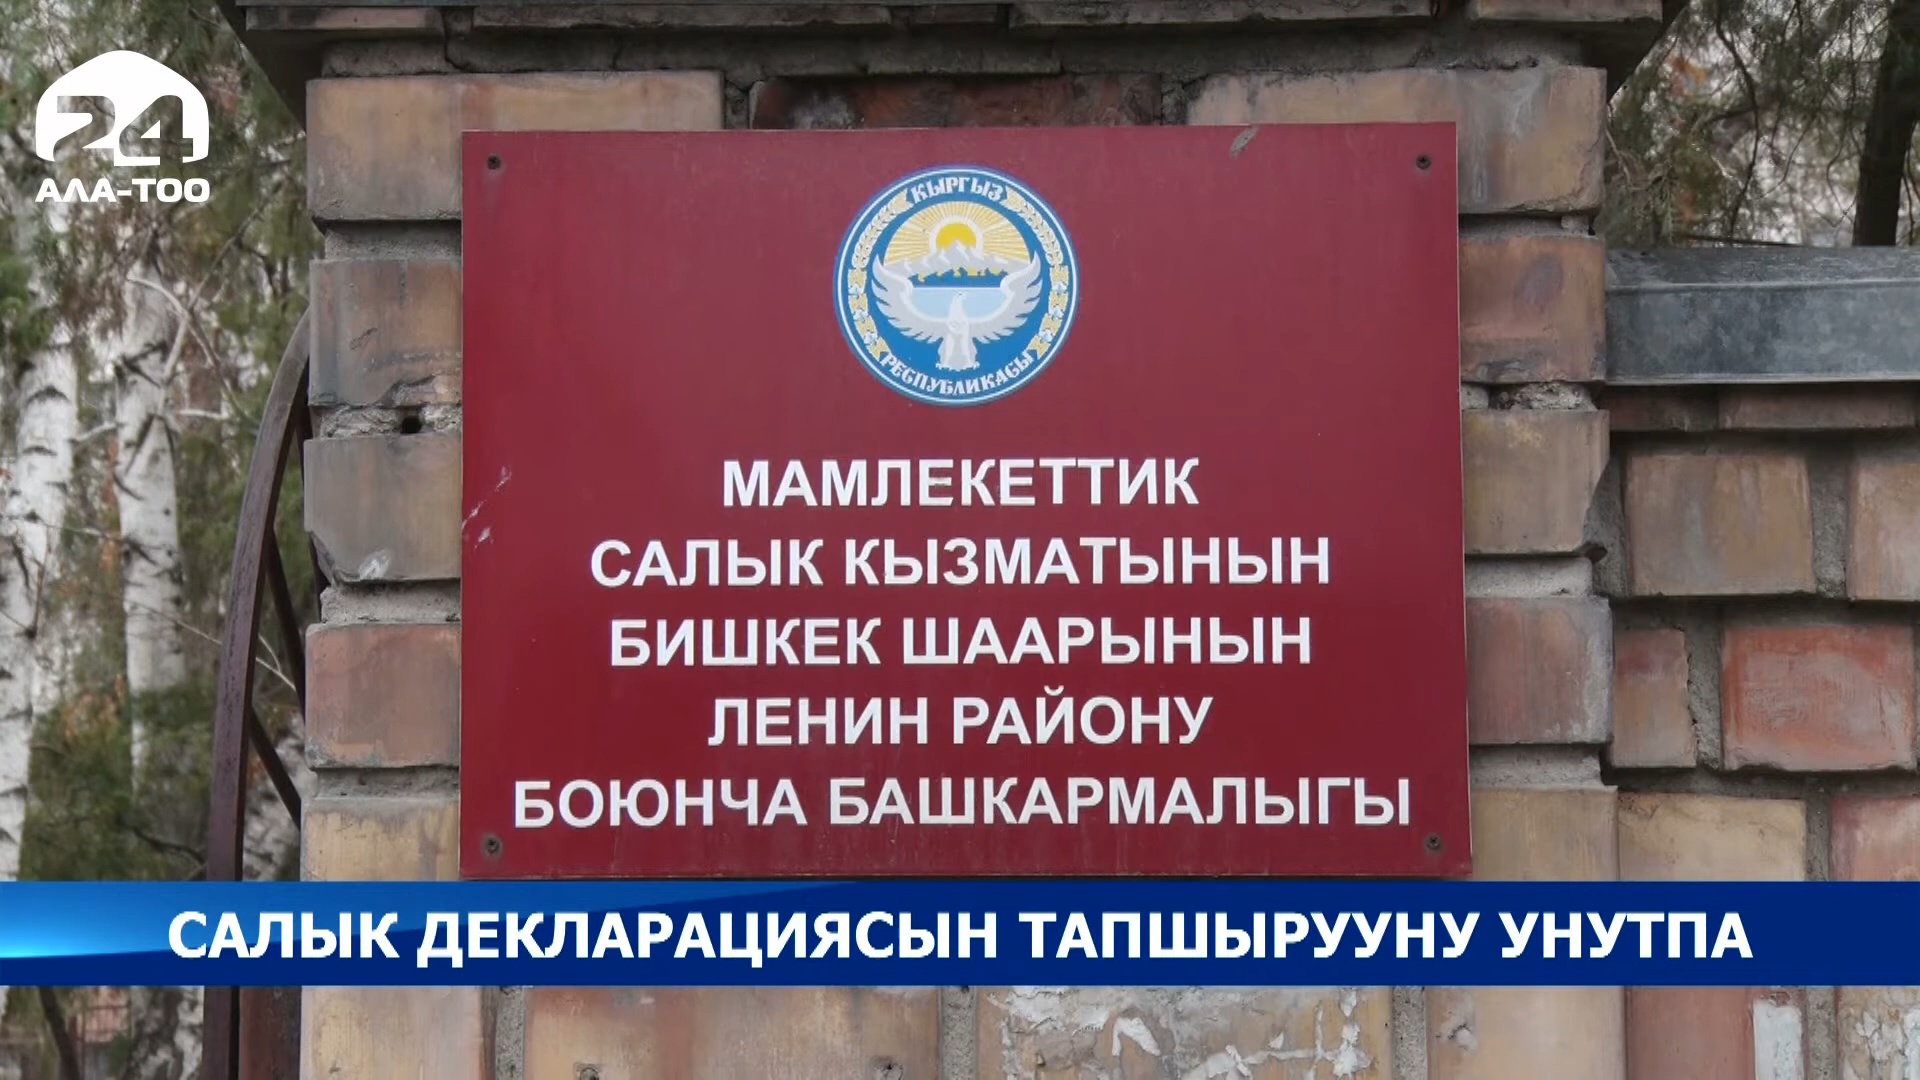 24
АЛА-ТОО
КЫРГЫЗ
РЕСПУБЛИКАСЫ
МАМЛЕКЕТТИК
САЛЫК КЫЗМАТЫНЫН
БИШКЕК ШААРЫНЫН
ЛЕНИН РАЙОНУ
БОЮНЧА БАШКАРМАЛЫГЫ
САЛЫК ДЕКЛАРАЦИЯСЫН ТАПШЫРУУНУ УНУТПА